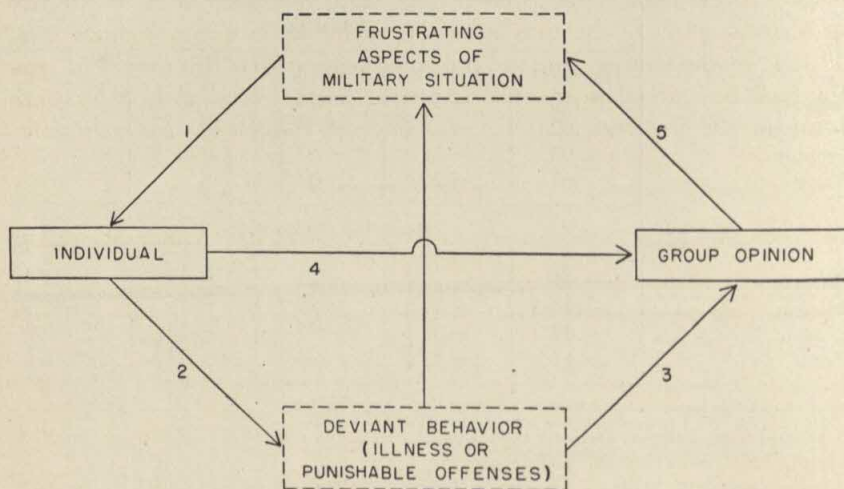 FRUSTRATING
ASPECTS OF
MILITARY SITUATION
1
5
INDIVIDUAL
4
GROUP OPINION
2
3
DEVIANT BEHAVIOR
(ILLNESS OR
PUNISHABLE OFFENSES)